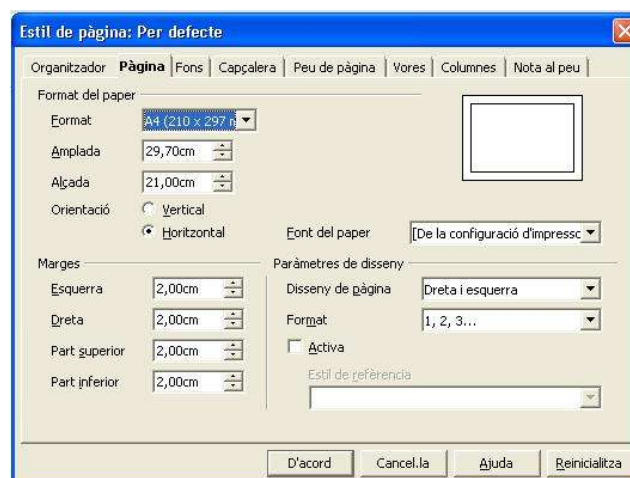 Estil de pàgina: Per defecte
Organitzador Pàgina Fons Capçalera Peu de pàgina Vores Columnes Nota al peu
Format del paper
Format A4 (210 x 297
Amplada 29,70cm
Alçada 21,00cm
Orientació Vertical
Horitzontal Font del paper [De la configuració d'impressc
Marges Paràmetres de disseny
Esquerra 2,00cm Disseny de pàgina Dreta i esquerra
Dreta 2,00cm Format 1, 2, 3...
Part superior 2,00cm Activa
Part inferior 2,00cm Estil de refèrencia
D'acord Cancel.la Ajuda Reinicialitza